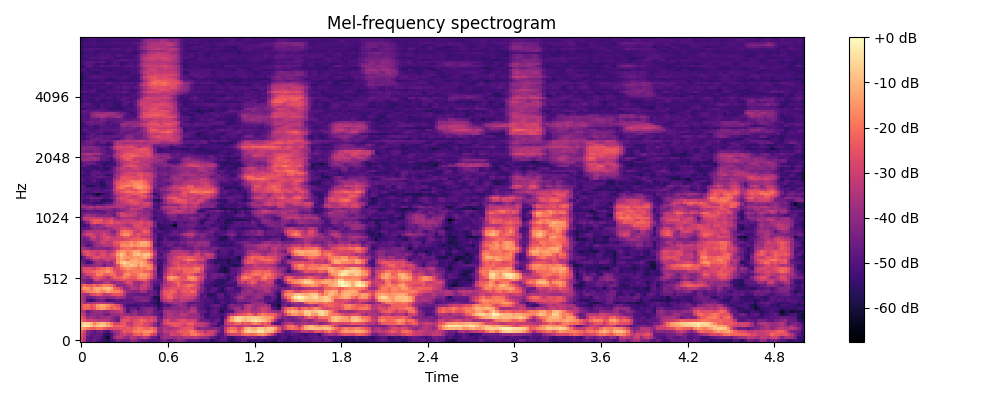 Mel-frequency spectrogram
+0 dB
-10 dB
-20 dB
-30 dB
-40 dB
-50 dB
-60 dB
Hz
4096
2048
1024
512
0
0 0.6 1.2 1.8 2.4 3 3.6 4.2 4.8
Time